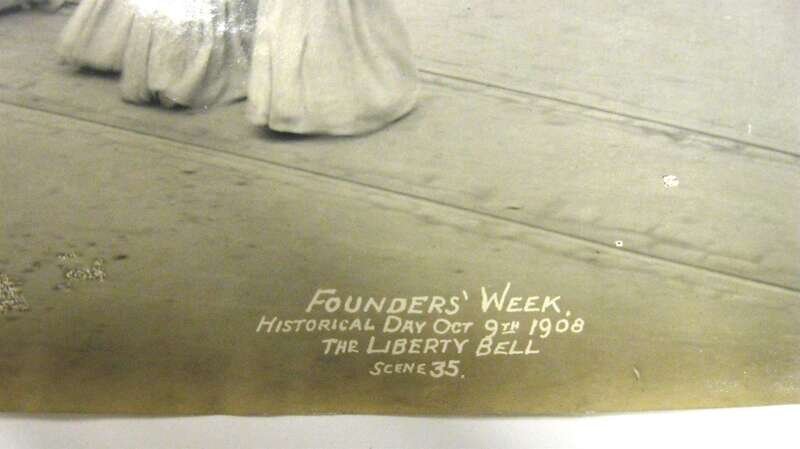 FOUNDERS' WEEK.
HISTORICAL DAY OCT 9TH 1908
THE LIBERTY BELL
SCENE 35.